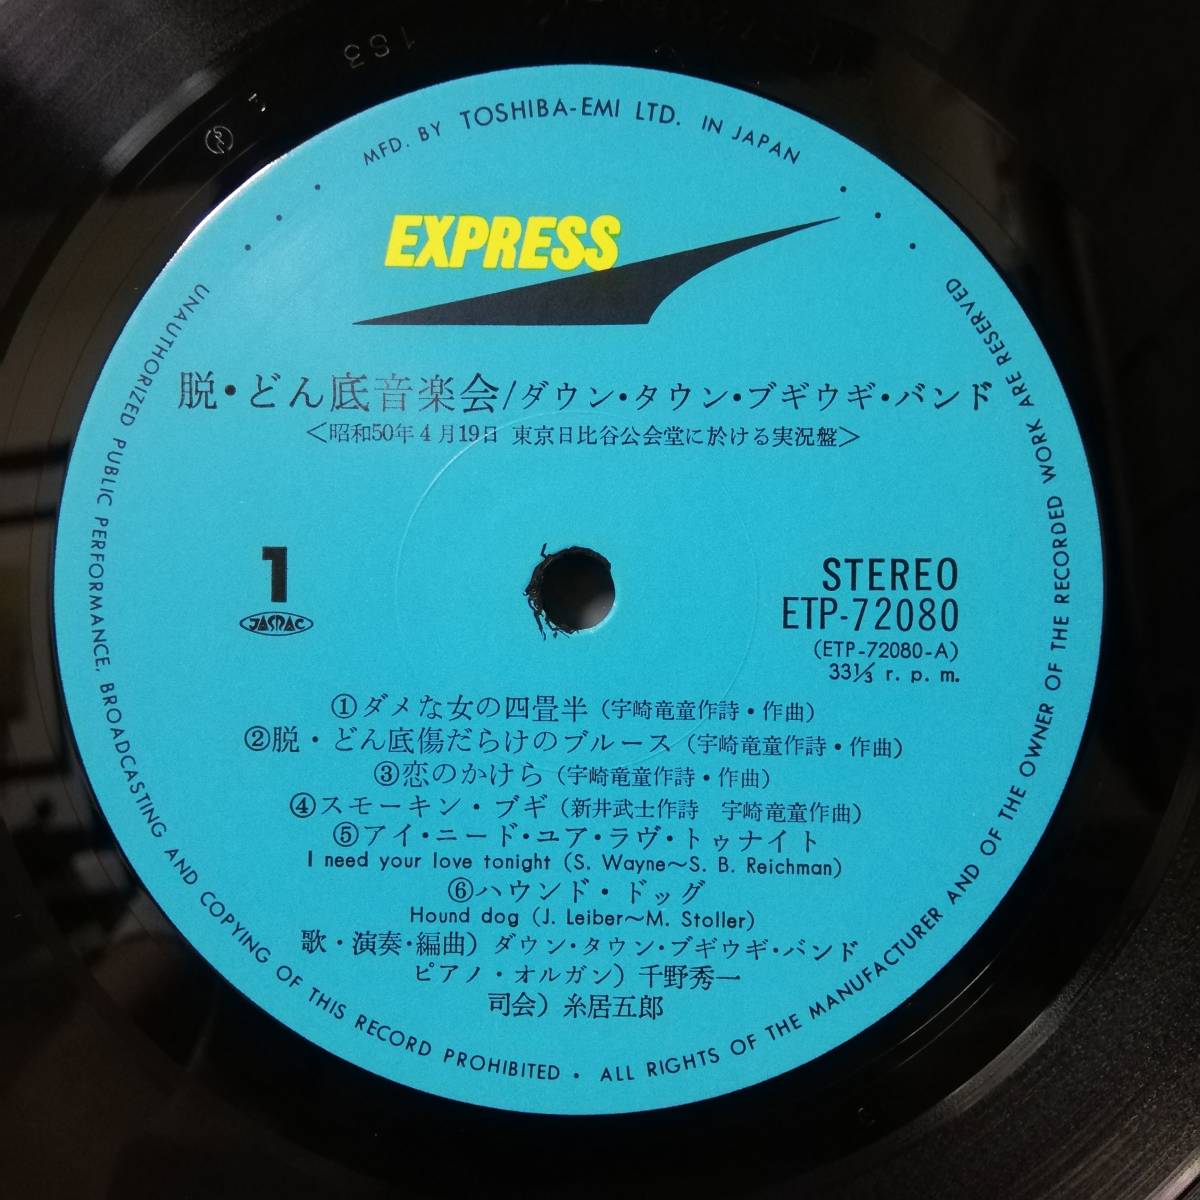 MFD. BY TOSHIBA-EMI LTD. IN JAPAN
EXPRESS
脱・どん底音楽会/ダウン・タウン・ブギウギ・バンド
＜昭和50年4月19日 東京日比谷公会堂に於ける実況盤＞
1
JASRAC
STEREO
ETP-72080
(ETP-72080-A)
33⅓ r. p. m.
①ダメな女の四畳半（宇崎竜童作詩・作曲）
②脱・どん底傷だらけのブルース（宇崎竜童作詩・作曲）
③恋のかけら（宇崎竜童作詩・作曲）
④スモーキン・ブギ（新井武士作詩 宇崎竜童作曲）
⑤アイ・ニード・ユア・ラヴ・トゥナイト
I need your love tonight (S. Wayne〜S. B. Reichman)
⑥ハウンド・ドッグ
Hound dog (J. Leiber〜M. Stoller)
歌・演奏・編曲）ダウン・タウン・ブギウギ・バンド
ピアノ・オルガン）千野秀一
司会）糸居五郎
UNAUTHORIZED PUBLIC PERFORMANCE, BROADCASTING AND COPYING OF THIS RECORD PROHIBITED • ALL RIGHTS OF THE MANUFACTURER AND OF THE OWNER OF THE RECORDED WORK ARE RESERVED
1S3